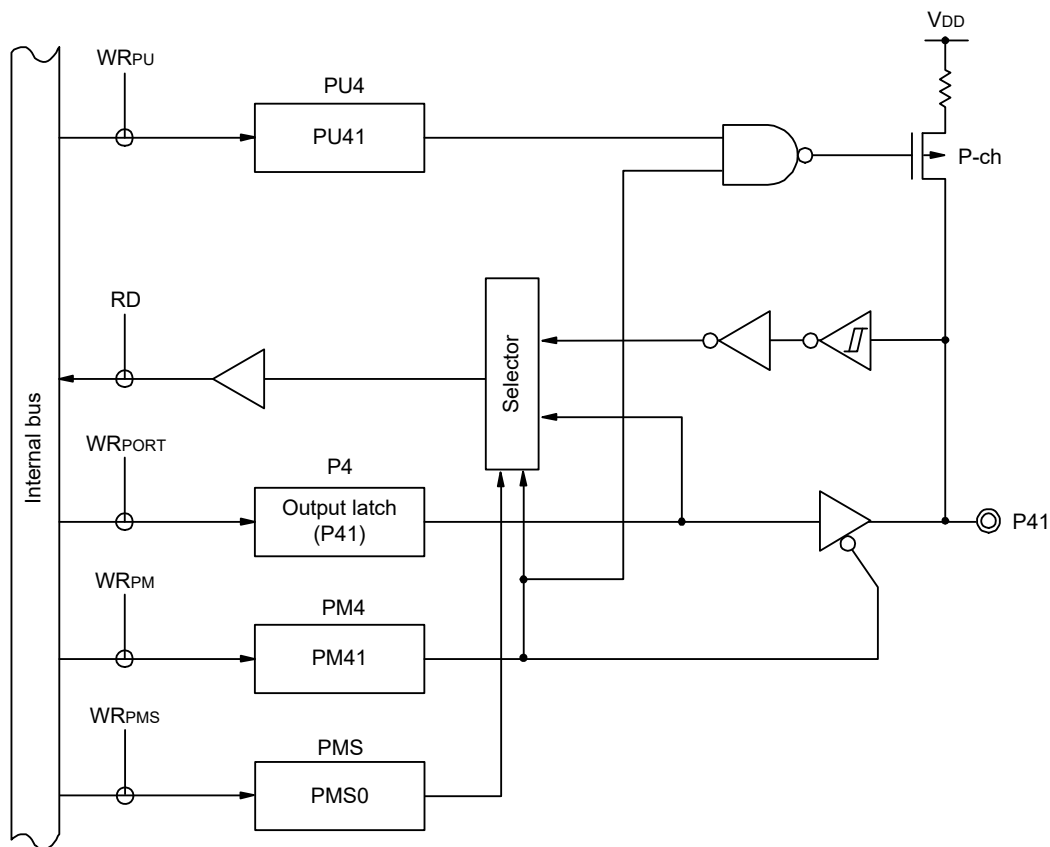 VDD
WRPU
PU4
PU41
P-ch
RD
Selector
Internal bus
WRPORT
P4
Output latch
(P41)
P41
WRPM
PM4
PM41
WRPMS
PMS
PMS0